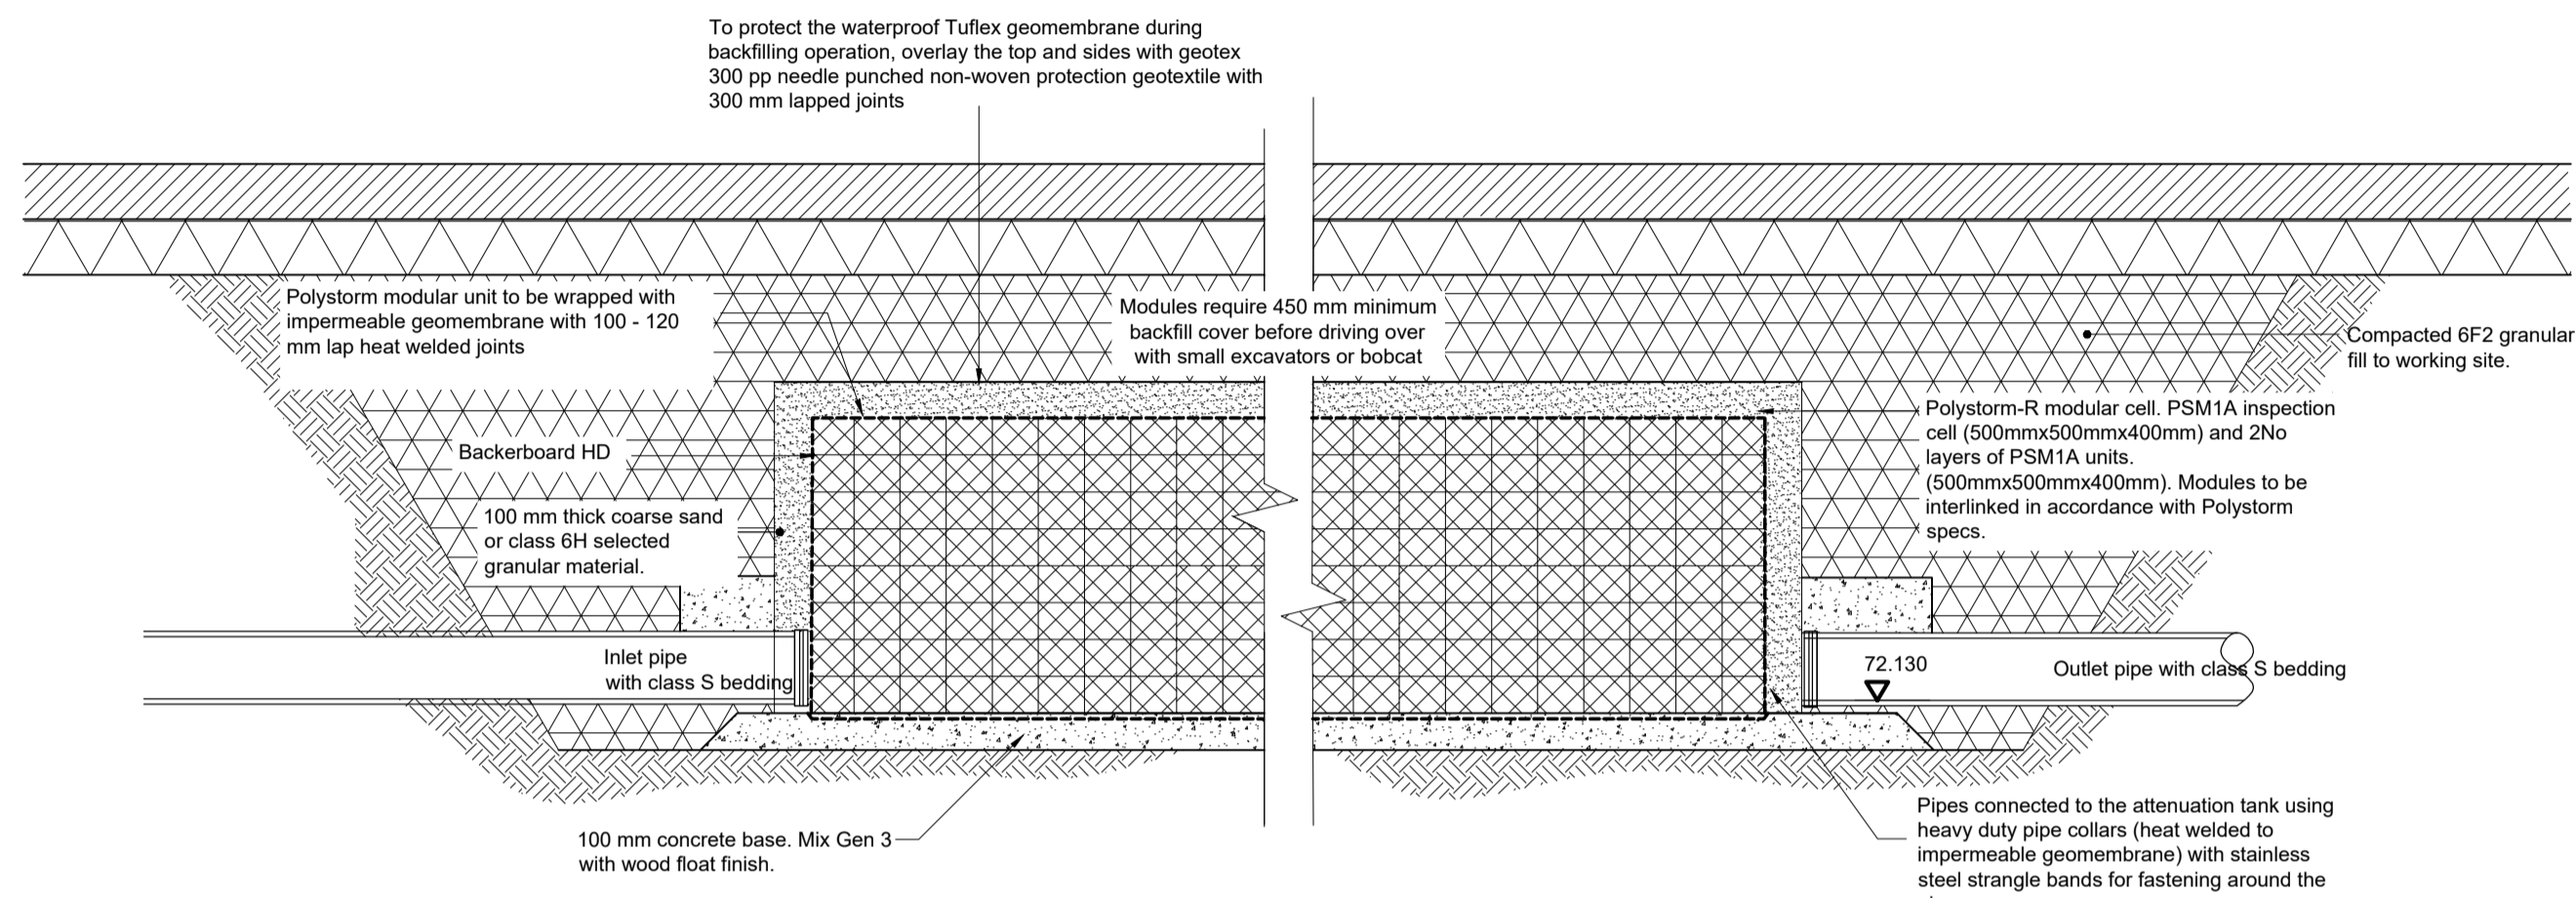 To protect the waterproof Tuflex geomembrane during
backfilling operation, overlay the top and sides with geotex
300 pp needle punched non-woven protection geotextile with
300 mm lapped joints
Polystorm modular unit to be wrapped with
impermeable geomembrane with 100 - 120
mm lap heat welded joints
Modules require 450 mm minimum
backfill cover before driving over
with small excavators or bobcat
Compacted 6F2 granular
fill to working site.
Backerboard HD
Polystorm-R modular cell. PSM1A inspection
cell (500mmx500mmx400mm) and 2No
layers of PSM1A units.
(500mmx500mmx400mm). Modules to be
interlinked in accordance with Polystorm
specs.
100 mm thick coarse sand
or class 6H selected
granular material.
Inlet pipe
with class S bedding
72.130
Outlet pipe with class S bedding
100 mm concrete base. Mix Gen 3
with wood float finish.
Pipes connected to the attenuation tank using
heavy duty pipe collars (heat welded to
impermeable geomembrane) with stainless
steel strangle bands for fastening around the